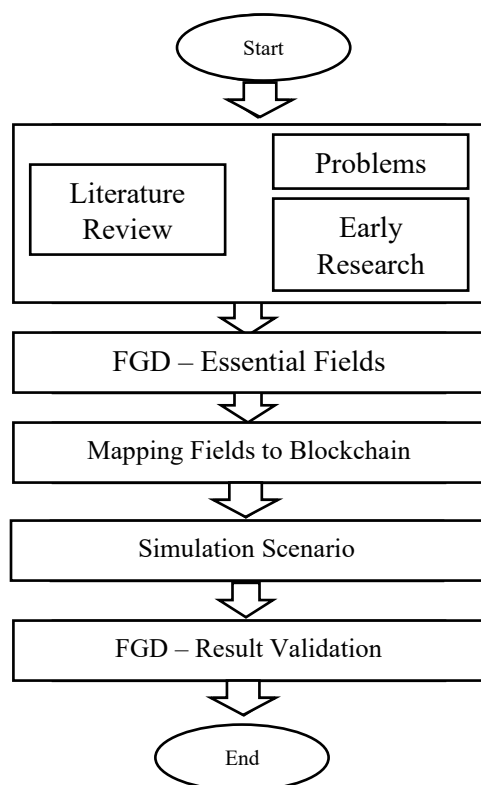 Start
Literature
Review
Problems
Early
Research
FGD – Essential Fields
Mapping Fields to Blockchain
Simulation Scenario
FGD – Result Validation
End